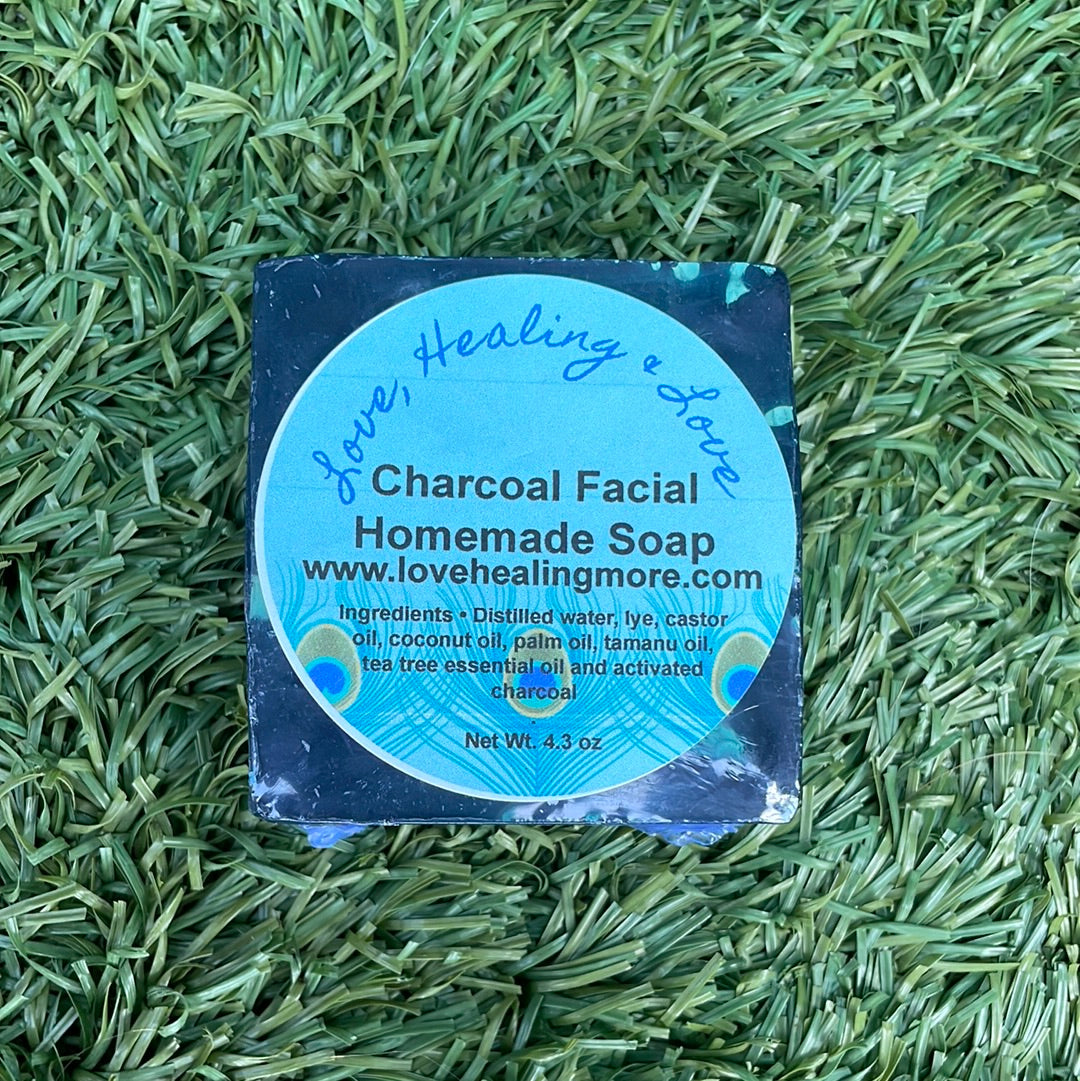 Love, Healing & Love
Charcoal Facial
Homemade Soap
www.lovehealingmore.com
Ingredients • Distilled water, lye, castor
oil, coconut oil, palm oil, tamanu oil,
tea tree essential oil and activated
charcoal
Net Wt. 4.3 oz